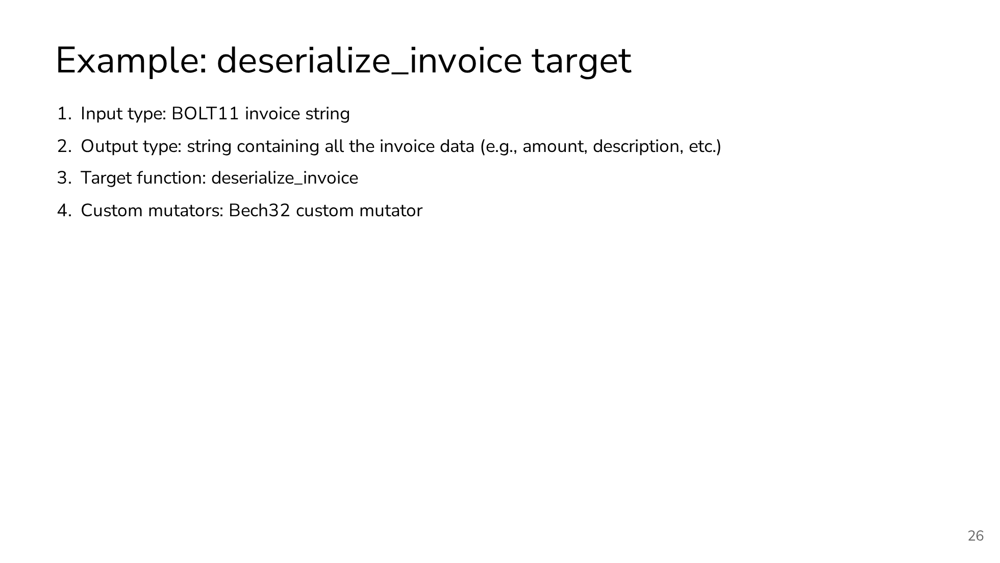 Example: deserialize_invoice target
1. Input type: BOLT11 invoice string
2. Output type: string containing all the invoice data (e.g., amount, description, etc.)
3. Target function: deserialize_invoice
4. Custom mutators: Bech32 custom mutator
26